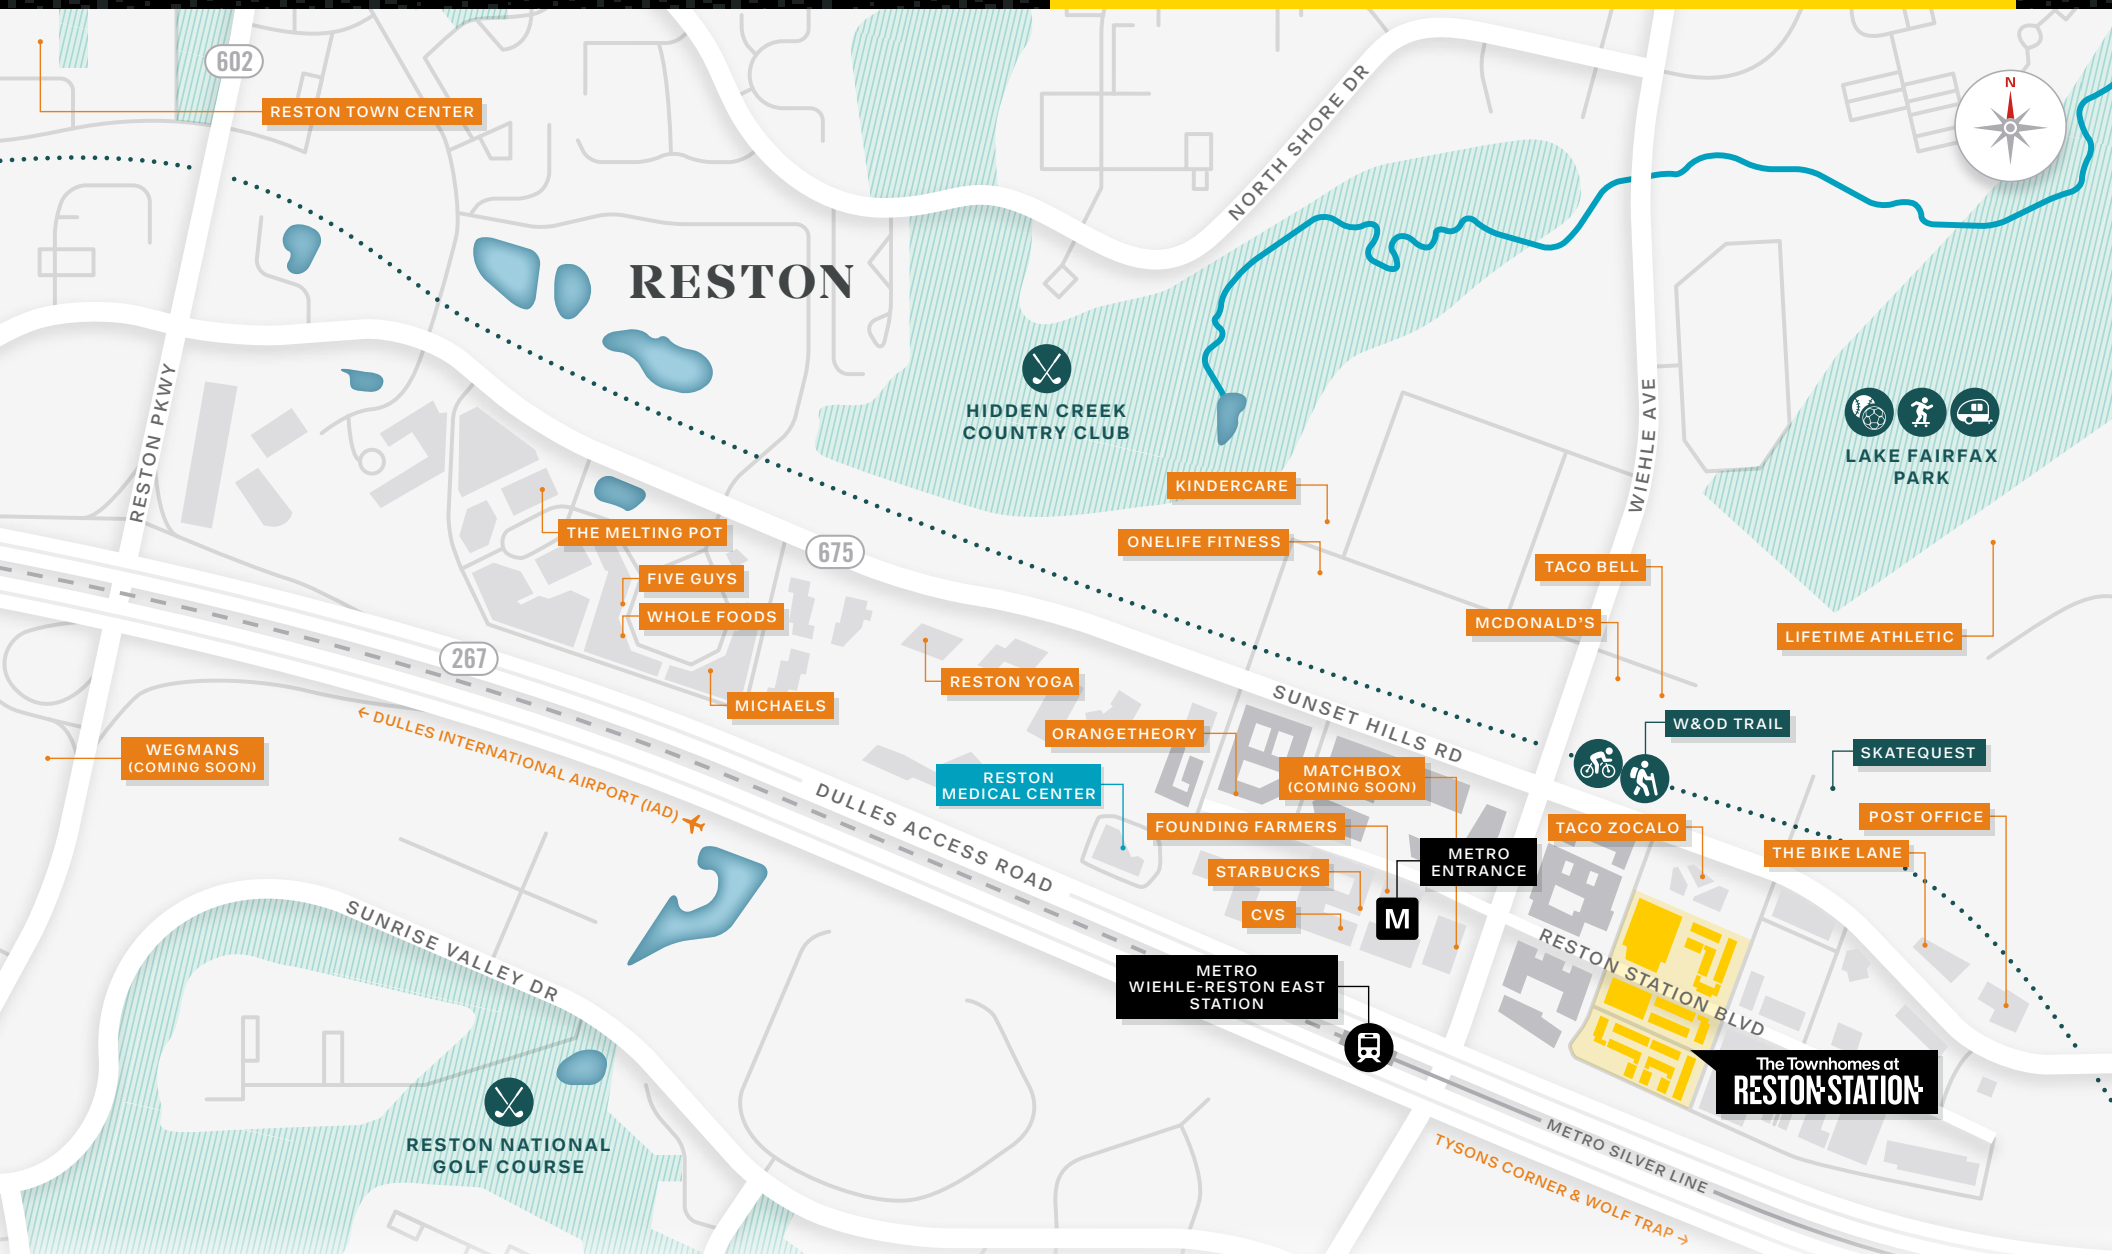 602
RESTON TOWN CENTER
N
NORTH SHORE DR
RESTON
HIDDEN CREEK
COUNTRY CLUB
LAKE FAIRFAX
PARK
RESTON PKWY
WIEHLE AVE
KINDERCARE
ONELIFE FITNESS
THE MELTING POT
675
FIVE GUYS
WHOLE FOODS
TACO BELL
MCDONALD'S
LIFETIME ATHLETIC
267
RESTON YOGA
MICHAELS
SUNSET HILLS RD
W&OD TRAIL
SKATEQUEST
WEGMANS
(COMING SOON)
← DULLES INTERNATIONAL AIRPORT (IAD)
ORANGETHEORY
RESTON
MEDICAL CENTER
MATCHBOX
(COMING SOON)
DULLES ACCESS ROAD
FOUNDING FARMERS
TACO ZOCALO
POST OFFICE
THE BIKE LANE
METRO
ENTRANCE
STARBUCKS
CVS
M
SUNRISE VALLEY DR
RESTON STATION BLVD
METRO
WIEHLE-RESTON EAST
STATION
The Townhomes at
RESTON STATION
RESTON NATIONAL
GOLF COURSE
METRO SILVER LINE
TYSONS CORNER & WOLF TRAP →